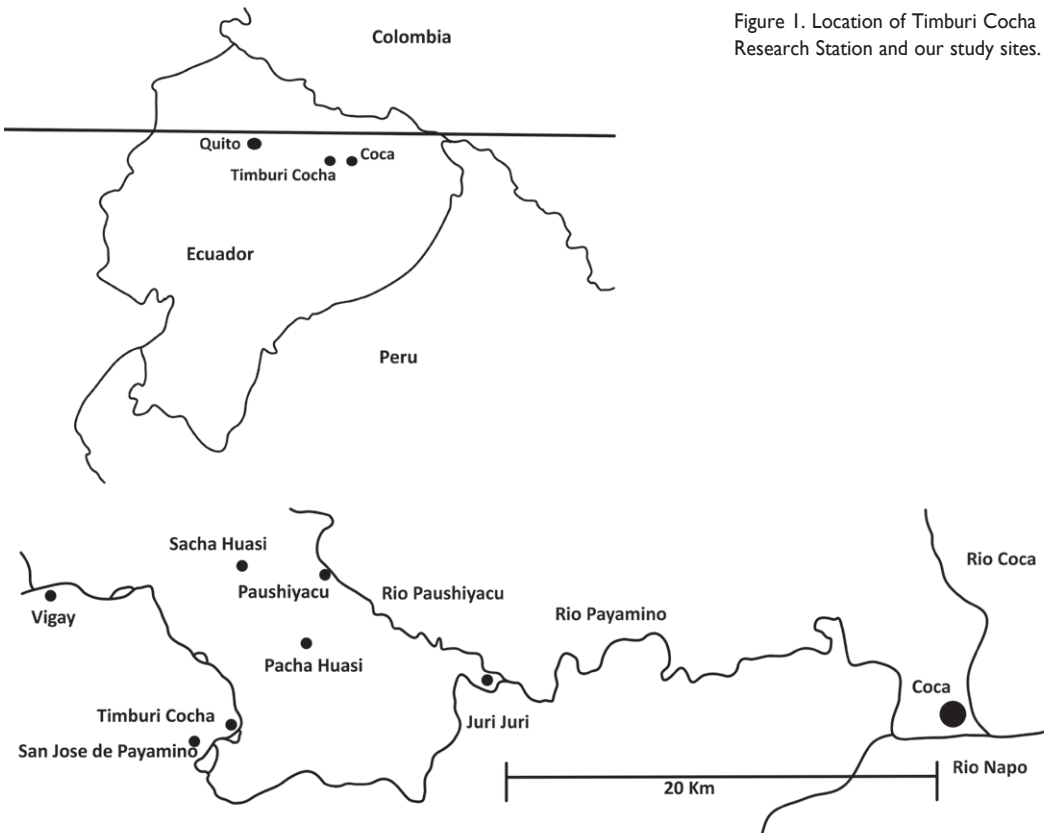 Figure 1. Location of Timburi Cocha
Research Station and our study sites.
Colombia
Quito
Coca
Timburi Cocha
Ecuador
Peru
Sacha Huasi
Rio Coca
Paushiyacu
Rio Paushiyacu
Vigay
Rio Payamino
Pacha Huasi
Coca
Timburi Cocha
Juri Juri
San Jose de Payamino
Rio Napo
20 Km